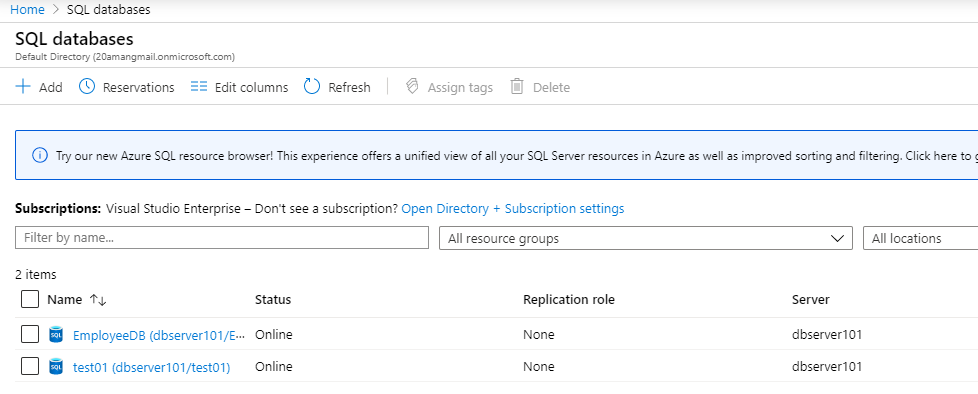 Home > SQL databases
SQL databases
Default Directory (20amangmail.onmicrosoft.com)
Add Reservations Edit columns Refresh Assign tags Delete
Try our new Azure SQL resource browser! This experience offers a unified view of all your SQL Server resources in Azure as well as improved sorting and filtering. Click here to
Subscriptions: Visual Studio Enterprise – Don't see a subscription? Open Directory + Subscription settings
Filter by name... All resource groups All locations
2 items
Name Status Replication role Server
SQL EmployeeDB (dbserver101/E... Online None dbserver101
SQL test01 (dbserver101/test01) Online None dbserver101